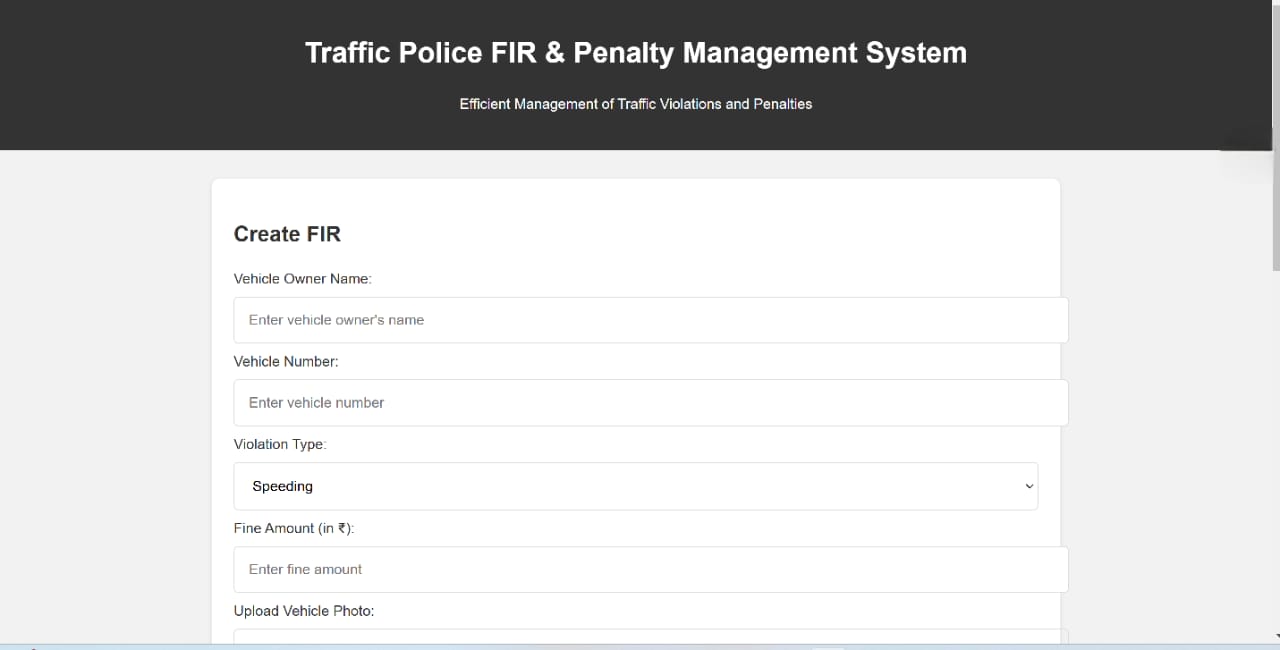 Traffic Police FIR & Penalty Management System
Efficient Management of Traffic Violations and Penalties
Create FIR
Vehicle Owner Name:
Enter vehicle owner's name
Vehicle Number:
Enter vehicle number
Violation Type:
Speeding
Fine Amount (in ₹):
Enter fine amount
Upload Vehicle Photo: